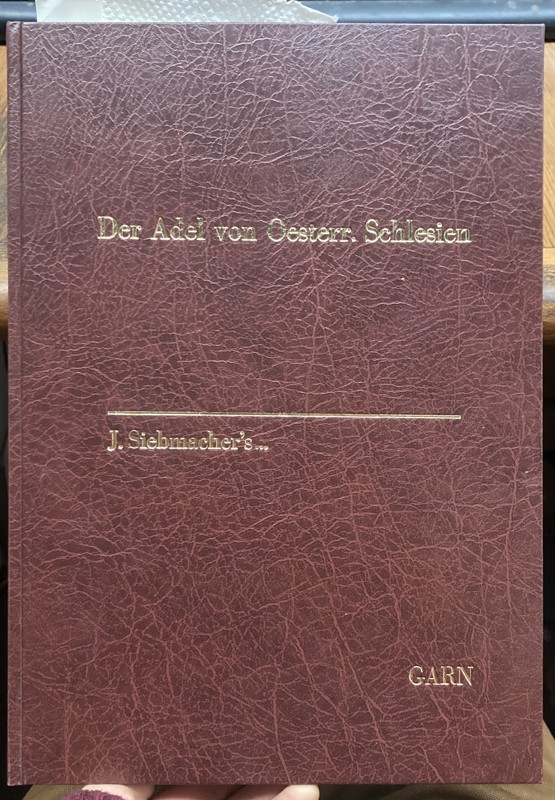 Der Adel von Oesterr. Schlesien
J. Siebmacher's...
GARN